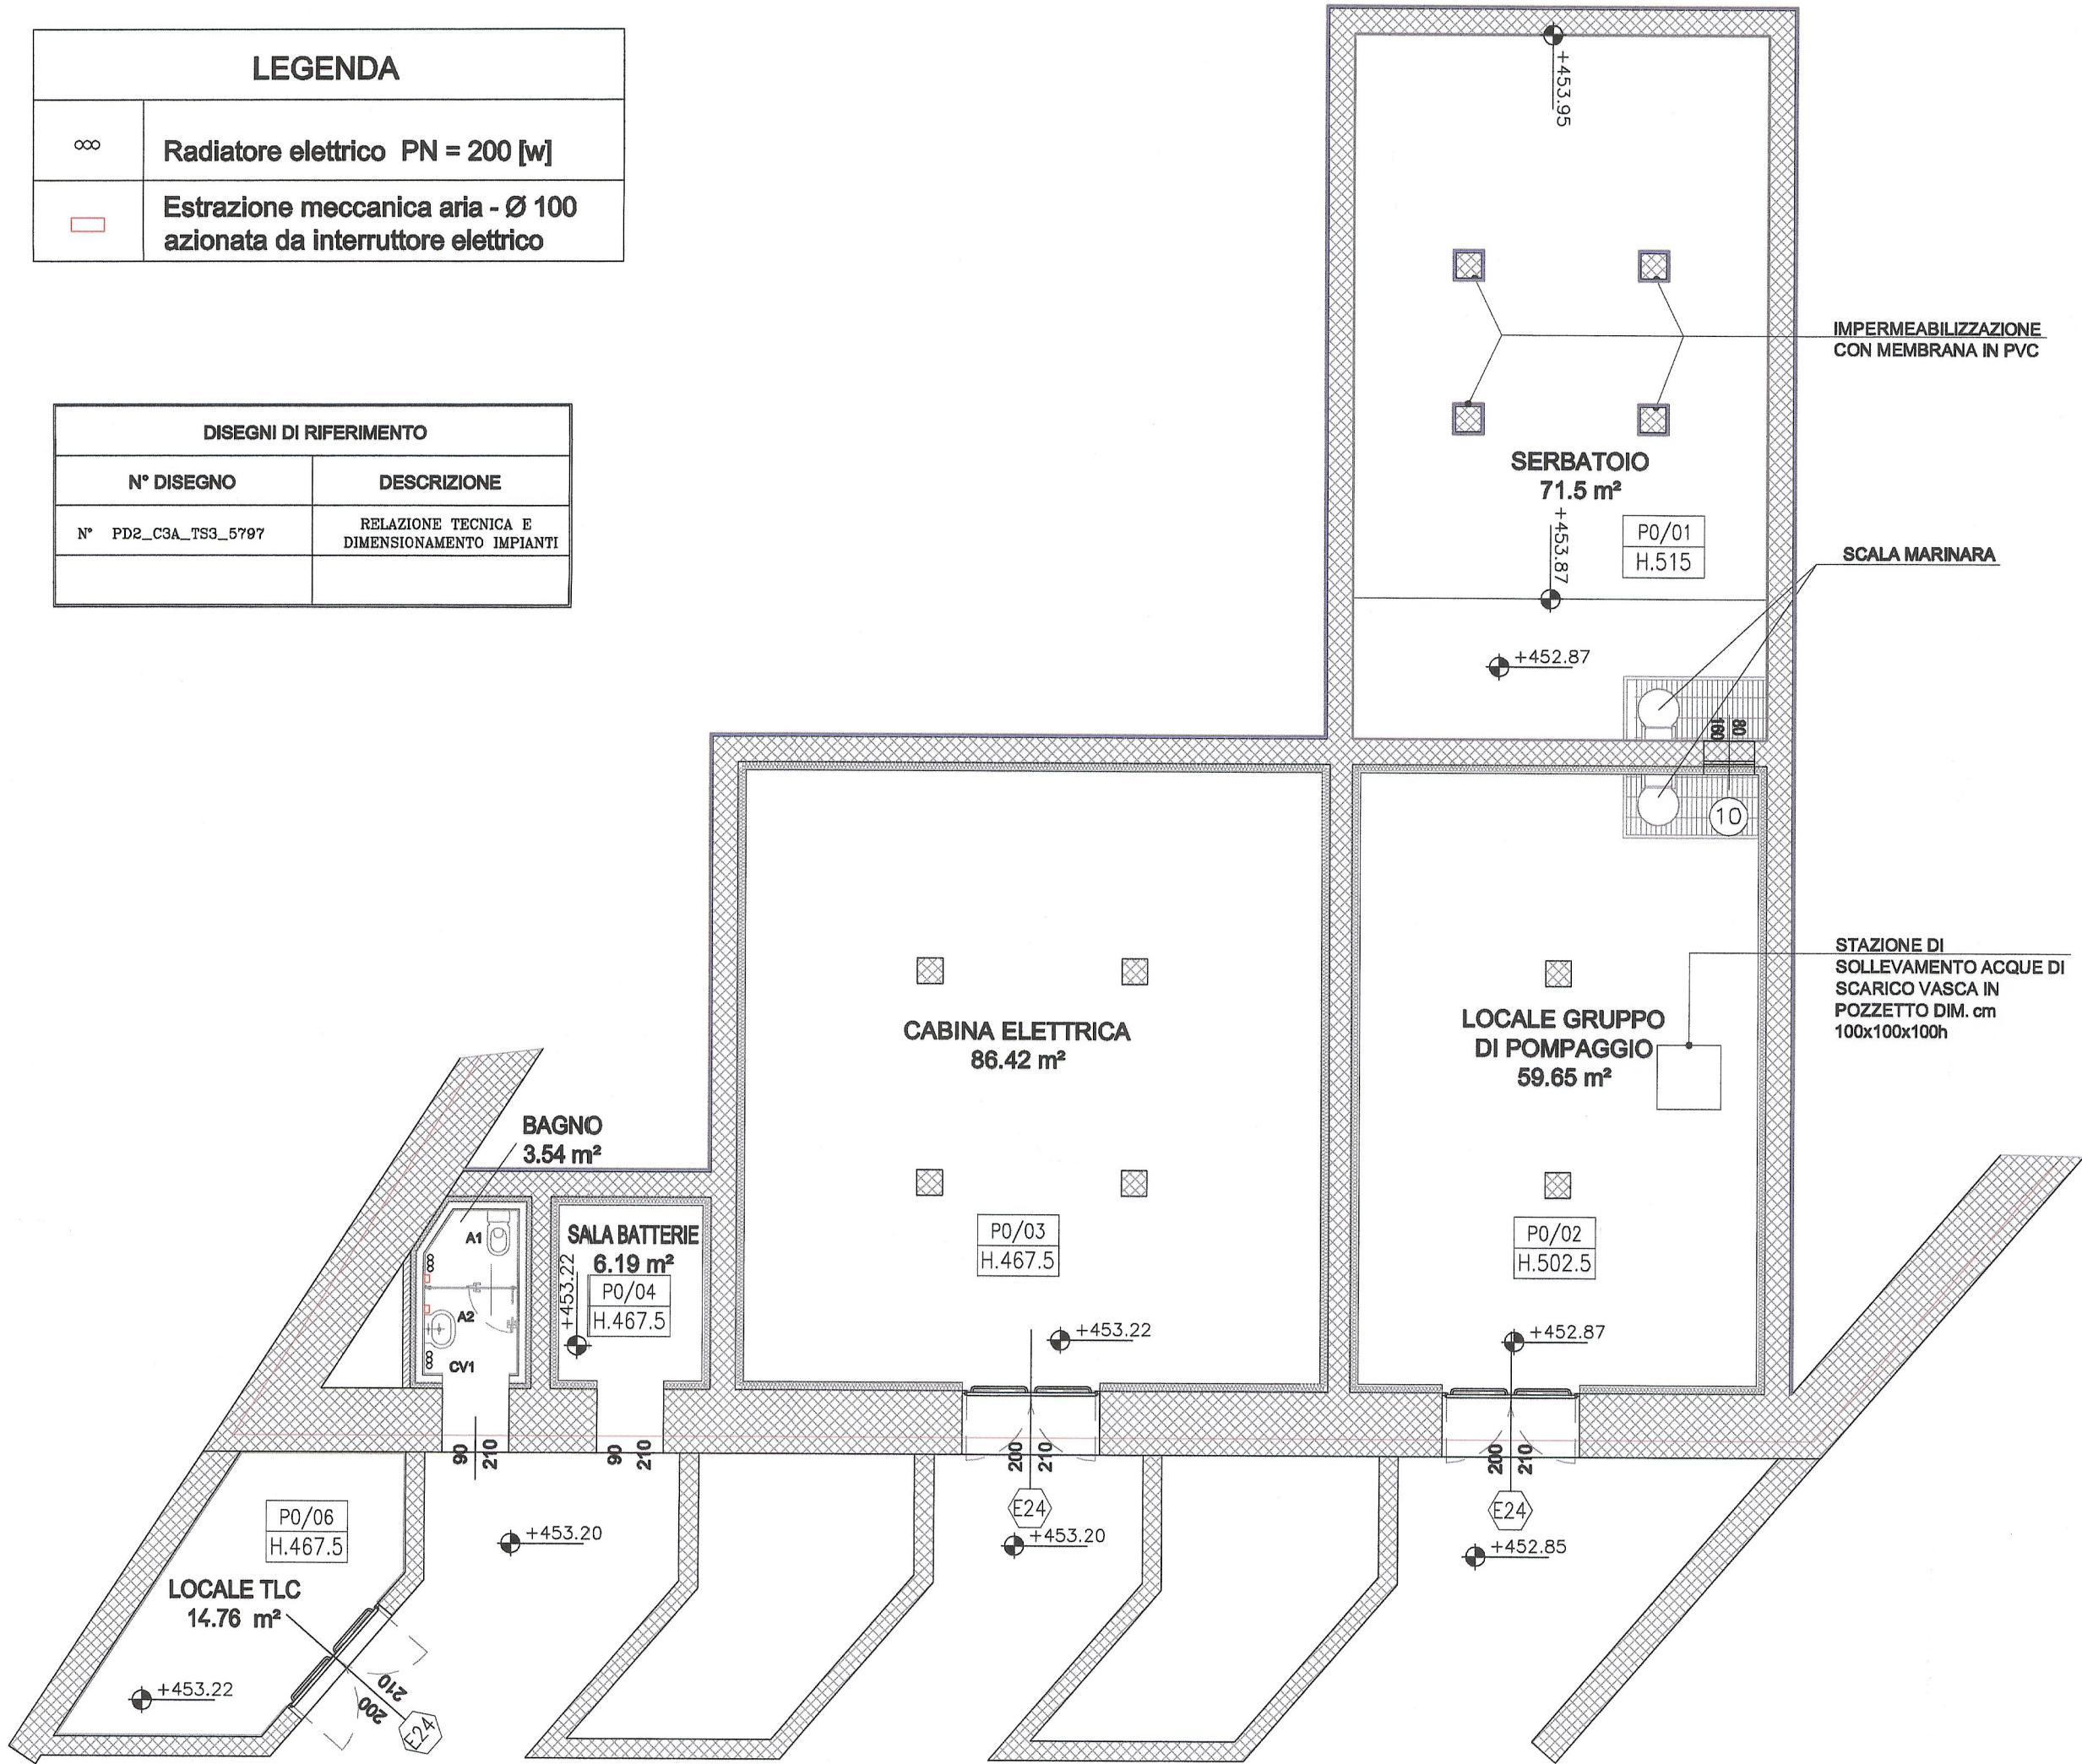 LEGENDA
Radiatore elettrico PN = 200 [w]
Estrazione meccanica aria - Ø 100
azionata da interruttore elettrico
DISEGNI DI RIFERIMENTO
N° DISEGNO
DESCRIZIONE
N° PD2_C3A_TS3_5797
RELAZIONE TECNICA E
DIMENSIONAMENTO IMPIANTI
+453.95
IMPERMEABILIZZAZIONE
CON MEMBRANA IN PVC
SERBATOIO
71.5 m²
+453.87
P0/01
H.515
SCALA MARINARA
+452.87
160
80
10
STAZIONE DI
SOLLEVAMENTO ACQUE DI
SCARICO VASCA IN
POZZETTO DIM. cm
100x100x100h
CABINA ELETTRICA
86.42 m²
LOCALE GRUPPO
DI POMPAGGIO
59.65 m²
BAGNO
3.54 m²
A1
A2
CV1
SALA BATTERIE
6.19 m²
+453.22
P0/04
H.467.5
P0/03
H.467.5
P0/02
H.502.5
+453.22
+452.87
90
210
90
210
200
210
200
210
E24
E24
P0/06
H.467.5
+453.20
+453.20
+452.85
LOCALE TLC
14.76 m²
+453.22
210
200
E24